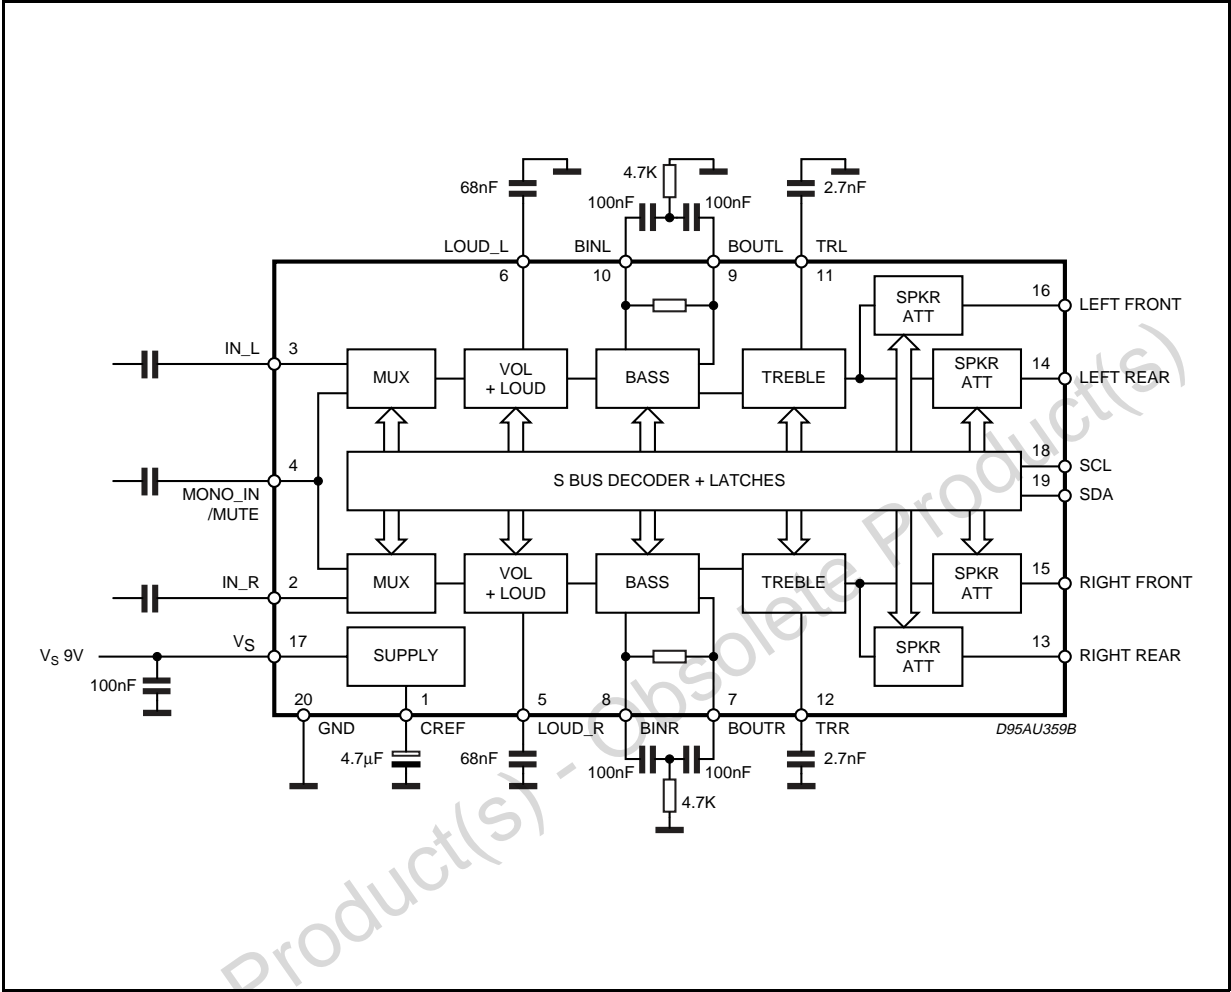 4.7K
68nF
100nF
100nF
2.7nF
LOUD_L
BINL
BOUTL
TRL
6
10
9
11
SPKR
ATT
16
LEFT FRONT
IN_L
3
MUX
VOL
+ LOUD
BASS
TREBLE
SPKR
ATT
14
LEFT REAR
4
MONO_IN
/MUTE
S BUS DECODER + LATCHES
18
SCL
19
SDA
IN_R
2
MUX
VOL
+ LOUD
BASS
TREBLE
SPKR
ATT
15
RIGHT FRONT
VS 9V
VS
17
SUPPLY
SPKR
ATT
13
RIGHT REAR
100nF
20
GND
1
CREF
5
LOUD_R
8
BINR
7
BOUTR
12
TRR
D95AU359B
4.7μF
68nF
100nF
100nF
2.7nF
4.7K
Product(s) - Obsolete Product(s)